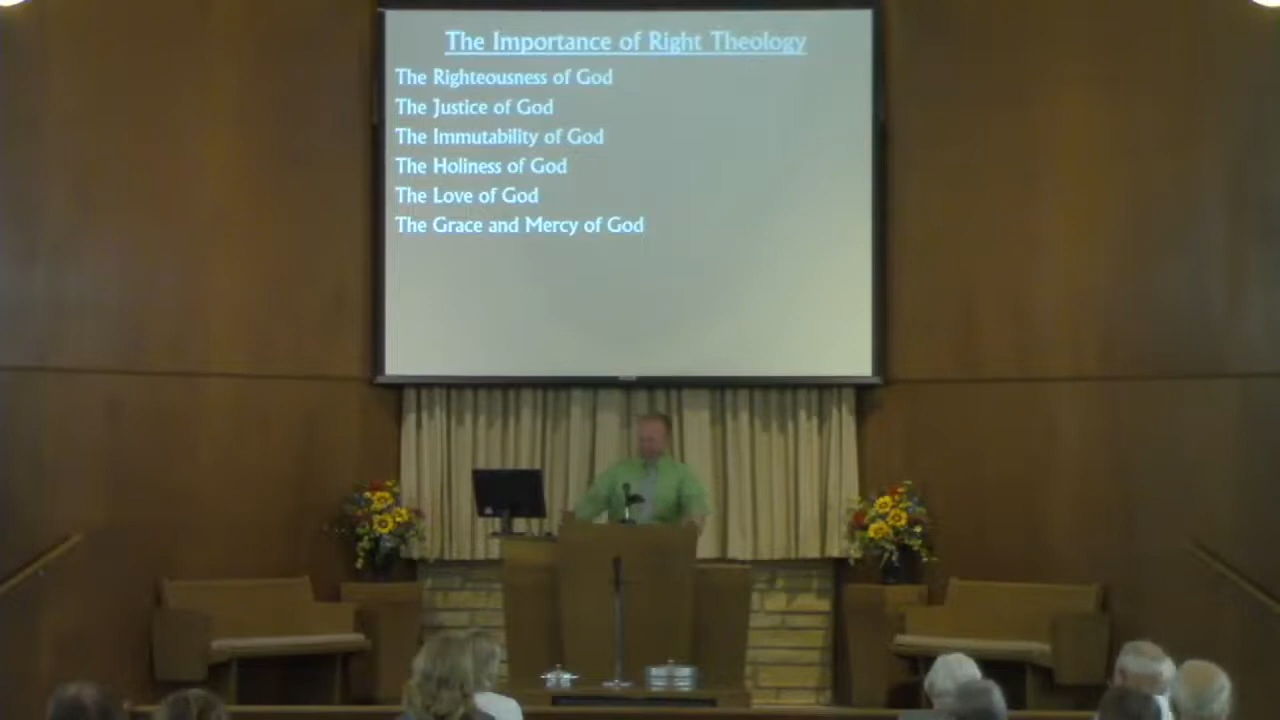 The Importance of Right Theology
The Righteousness of God
The Justice of God
The Immutability of God
The Holiness of God
The Love of God
The Grace and Mercy of God